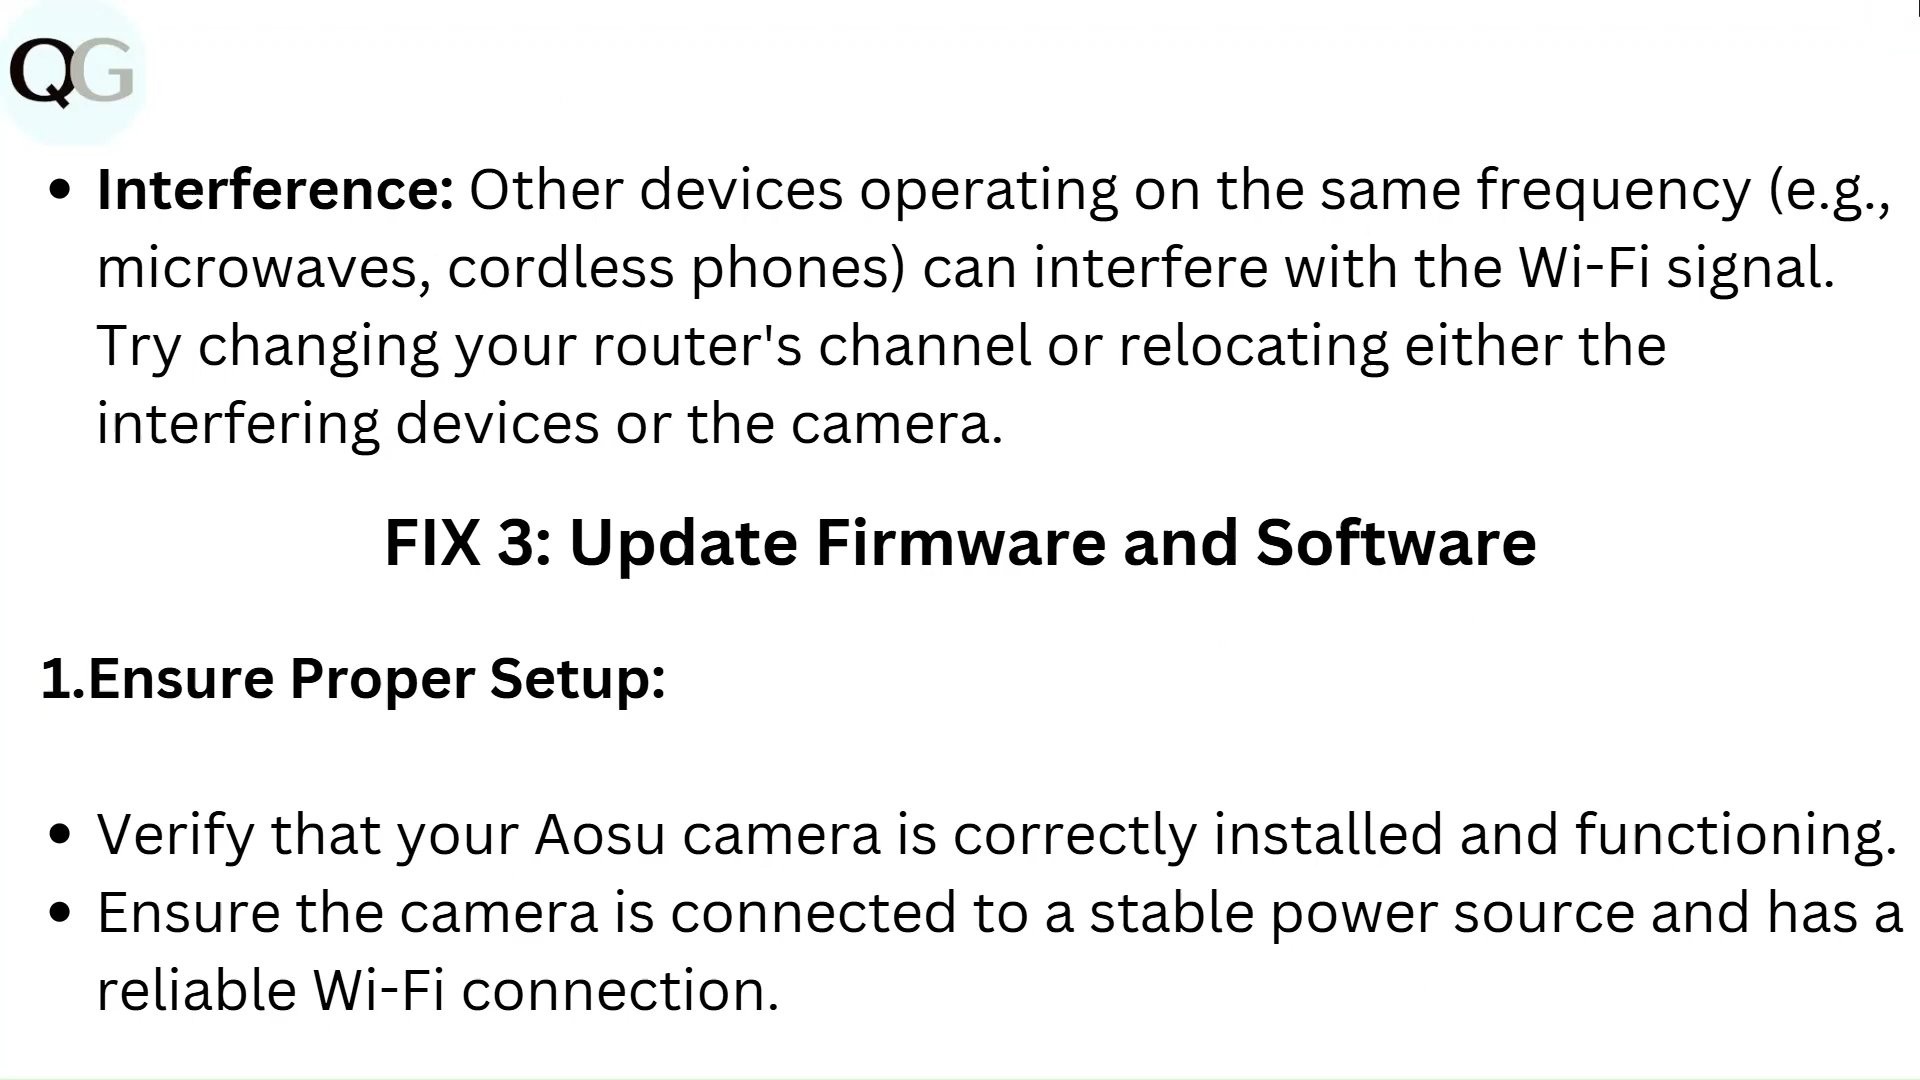 QG
• Interference: Other devices operating on the same frequency (e.g.,
microwaves, cordless phones) can interfere with the Wi-Fi signal.
Try changing your router's channel or relocating either the
interfering devices or the camera.
FIX 3: Update Firmware and Software
1.Ensure Proper Setup:
• Verify that your Aosu camera is correctly installed and functioning.
• Ensure the camera is connected to a stable power source and has a
reliable Wi-Fi connection.